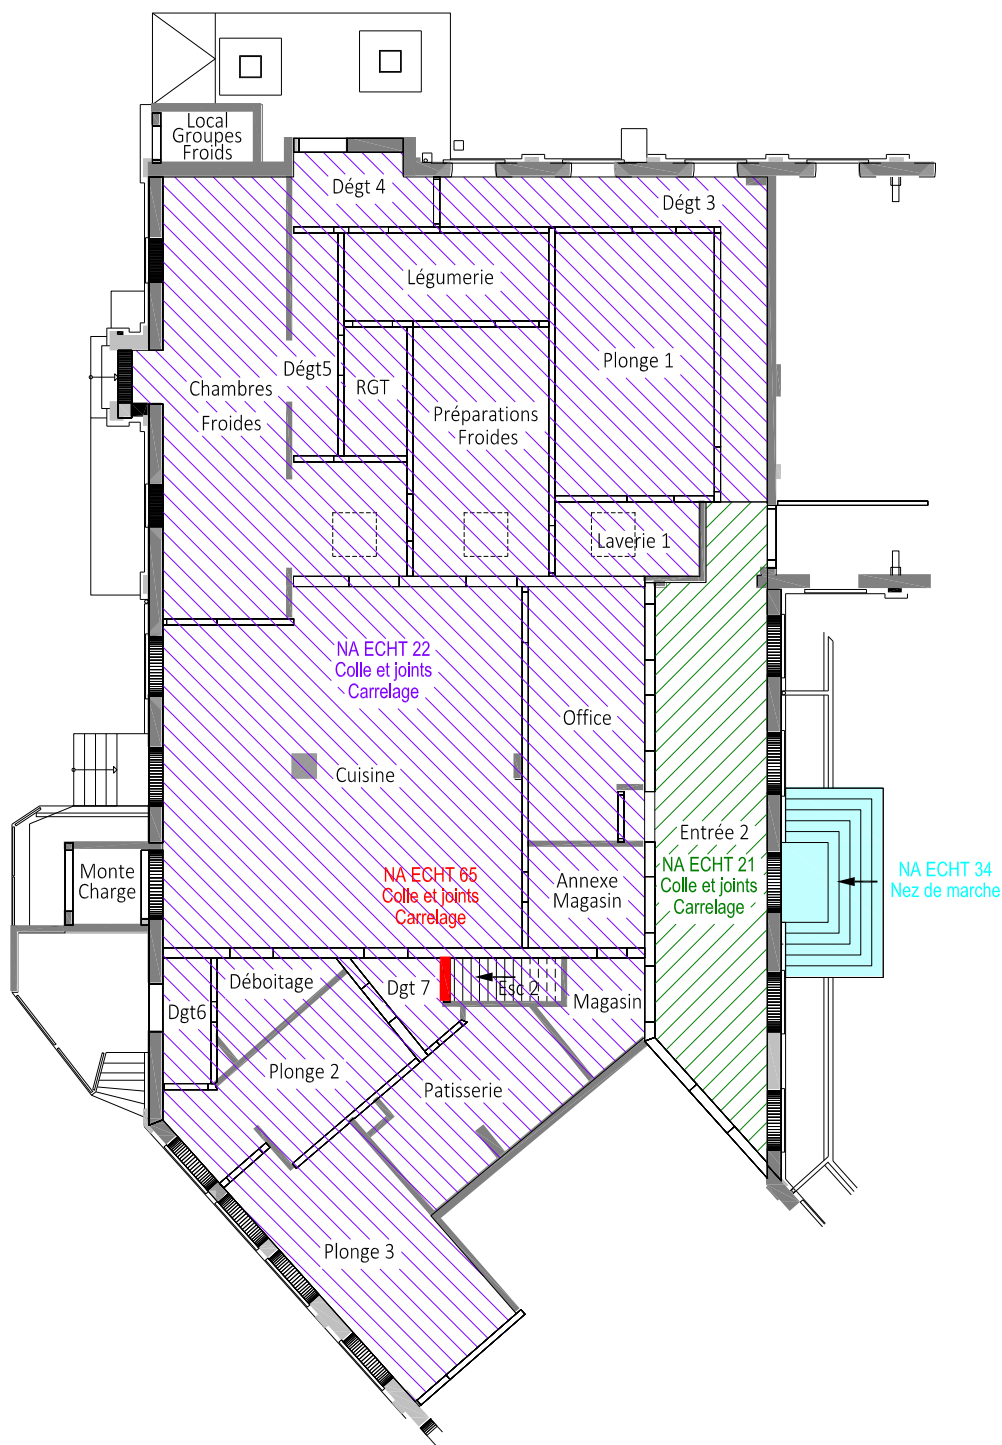 Local
Groupes
Froids
Dégt 4
Dégt 3
Légumerie
Dégt5
RGT
Plonge 1
Chambres
Froides
Préparations
Froides
Laverie 1
NA ECHT 22
Colle et joints
Carrelage
Office
Cuisine
Entrée 2
NA ECHT 21
Colle et joints
Carrelage
NA ECHT 34
Nez de marche
Monte
Charge
NA ECHT 65
Colle et joints
Carrelage
Annexe
Magasin
Déboitage
Dgt 7
Esc 2
Magasin
Dgt6
Plonge 2
Patisserie
Plonge 3